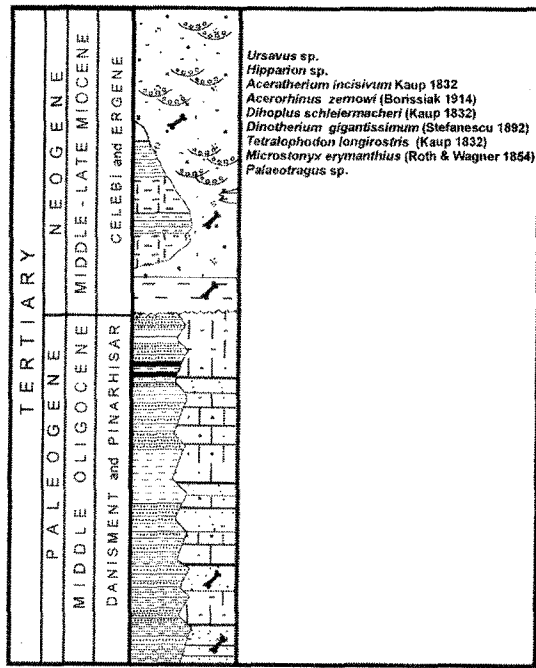 TERTIARY
NEOGENE
PALEOGENE
MIDDLE-LATE MIOCENE
MIDDLE OLIGOCENE
CELEBI and ERGENE
DANISMENT and PINARHISAR
Ursavus sp.
Hipparion sp.
Aceratherium incisivum Kaup 1832
Acerorhinus zernowi (Borissiak 1914)
Dihoplus schleiermacheri (Kaup 1832)
Dinotherium gigantissimum (Stefanescu 1892)
Tetralophodon longirostris (Kaup 1832)
Microstonyx erymanthius (Roth & Wagner 1854)
Palaeotragus sp.